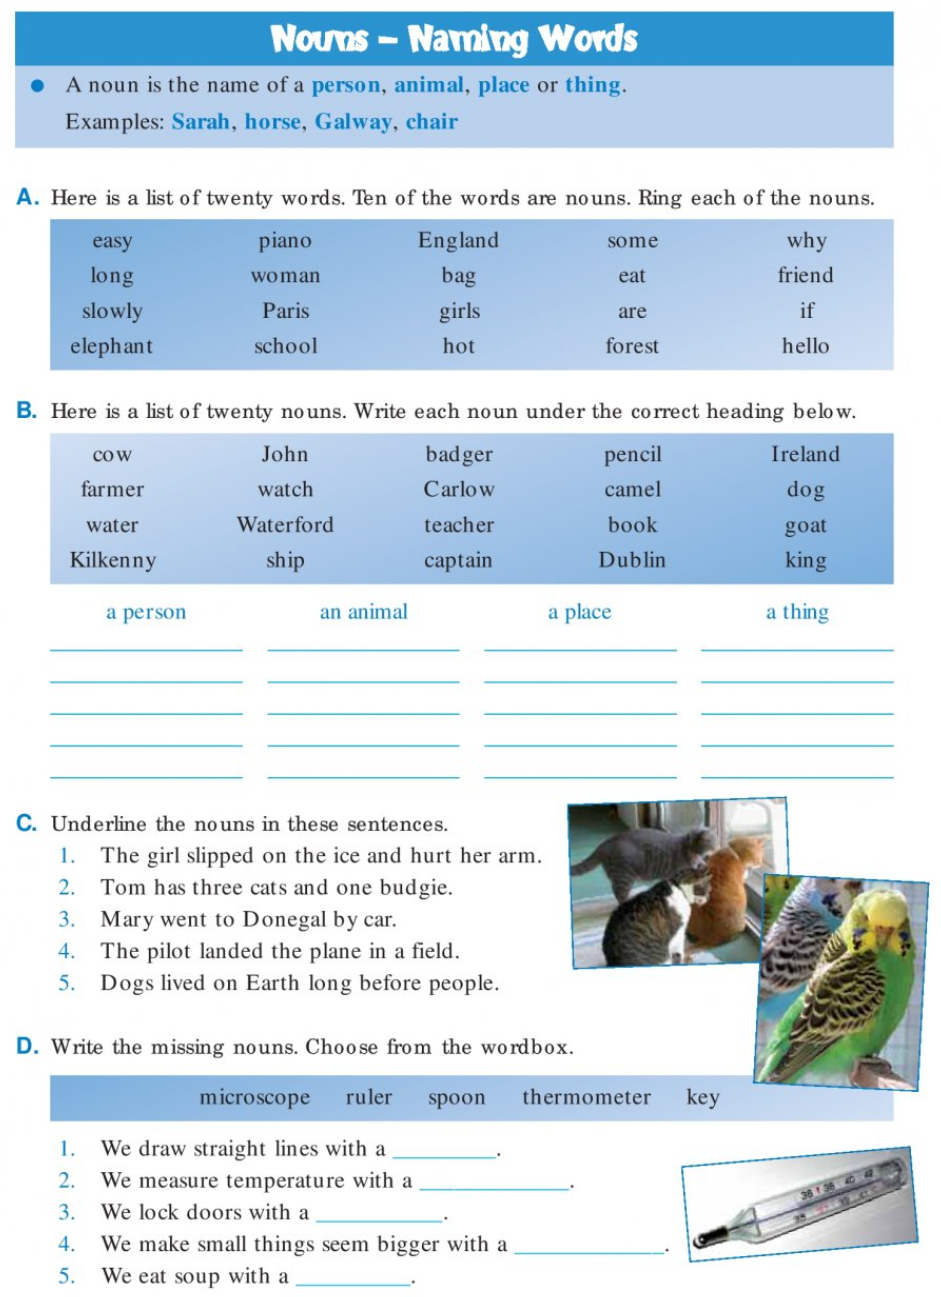 Nouns – Naming Words
● A noun is the name of a person, animal, place or thing.
Examples: Sarah, horse, Galway, chair
A. Here is a list of twenty words. Ten of the words are nouns. Ring each of the nouns.
easy piano England some why
long woman bag eat friend
slowly Paris girls are if
elephant school hot forest hello
B. Here is a list of twenty nouns. Write each noun under the correct heading below.
cow John badger pencil Ireland
farmer watch Carlow camel dog
water Waterford teacher book goat
Kilkenny ship captain Dublin king
a person an animal a place a thing
C. Underline the nouns in these sentences.
1. The girl slipped on the ice and hurt her arm.
2. Tom has three cats and one budgie.
3. Mary went to Donegal by car.
4. The pilot landed the plane in a field.
5. Dogs lived on Earth long before people.
D. Write the missing nouns. Choose from the wordbox.
microscope ruler spoon thermometer key
1. We draw straight lines with a __________.
2. We measure temperature with a ______________.
3. We lock doors with a ____________.
4. We make small things seem bigger with a ______________.
5. We eat soup with a ___________.